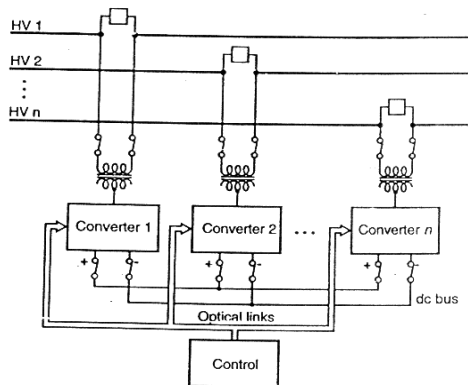 HV 1
HV 2
HV n
Converter 1
Converter 2
...
Converter n
+
-
+
-
+
-
dc bus
Optical links
Control